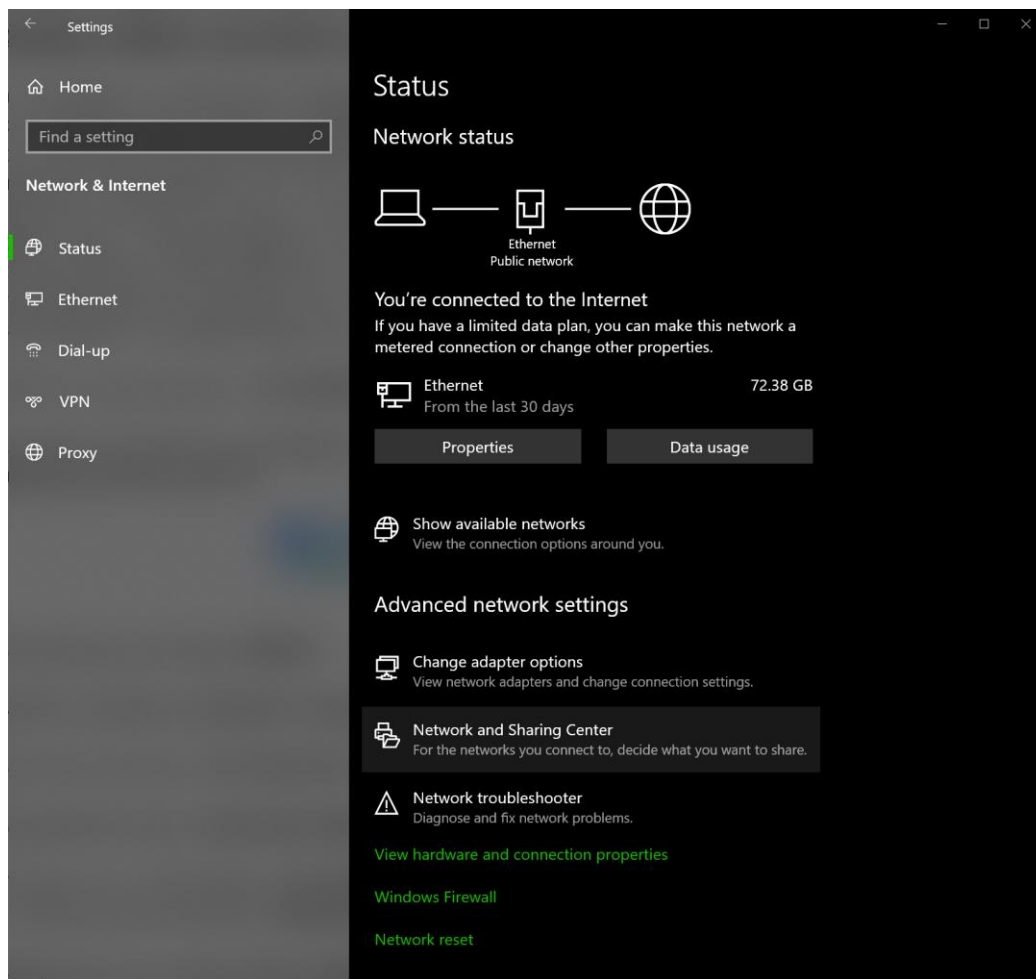 Settings
Home
Find a setting
Network & Internet
Status
Ethernet
Dial-up
VPN
Proxy
Status
Network status
Ethernet
Public network
You're connected to the Internet
If you have a limited data plan, you can make this network a
metered connection or change other properties.
Ethernet 72.38 GB
From the last 30 days
Properties Data usage
Show available networks
View the connection options around you.
Advanced network settings
Change adapter options
View network adapters and change connection settings.
Network and Sharing Center
For the networks you connect to, decide what you want to share.
Network troubleshooter
Diagnose and fix network problems.
View hardware and connection properties
Windows Firewall
Network reset